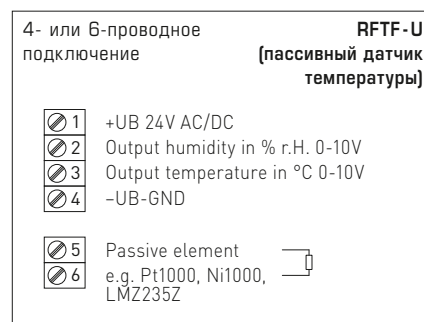 4- или 6-проводное подключение
RFTF-U
(пассивный датчик
температуры)
1 +UB 24V AC/DC
2 Output humidity in % r.H. 0-10V
3 Output temperature in °C 0-10V
4 –UB-GND
5 Passive element
6 e.g. Pt1000, Ni1000,
LMZ235Z